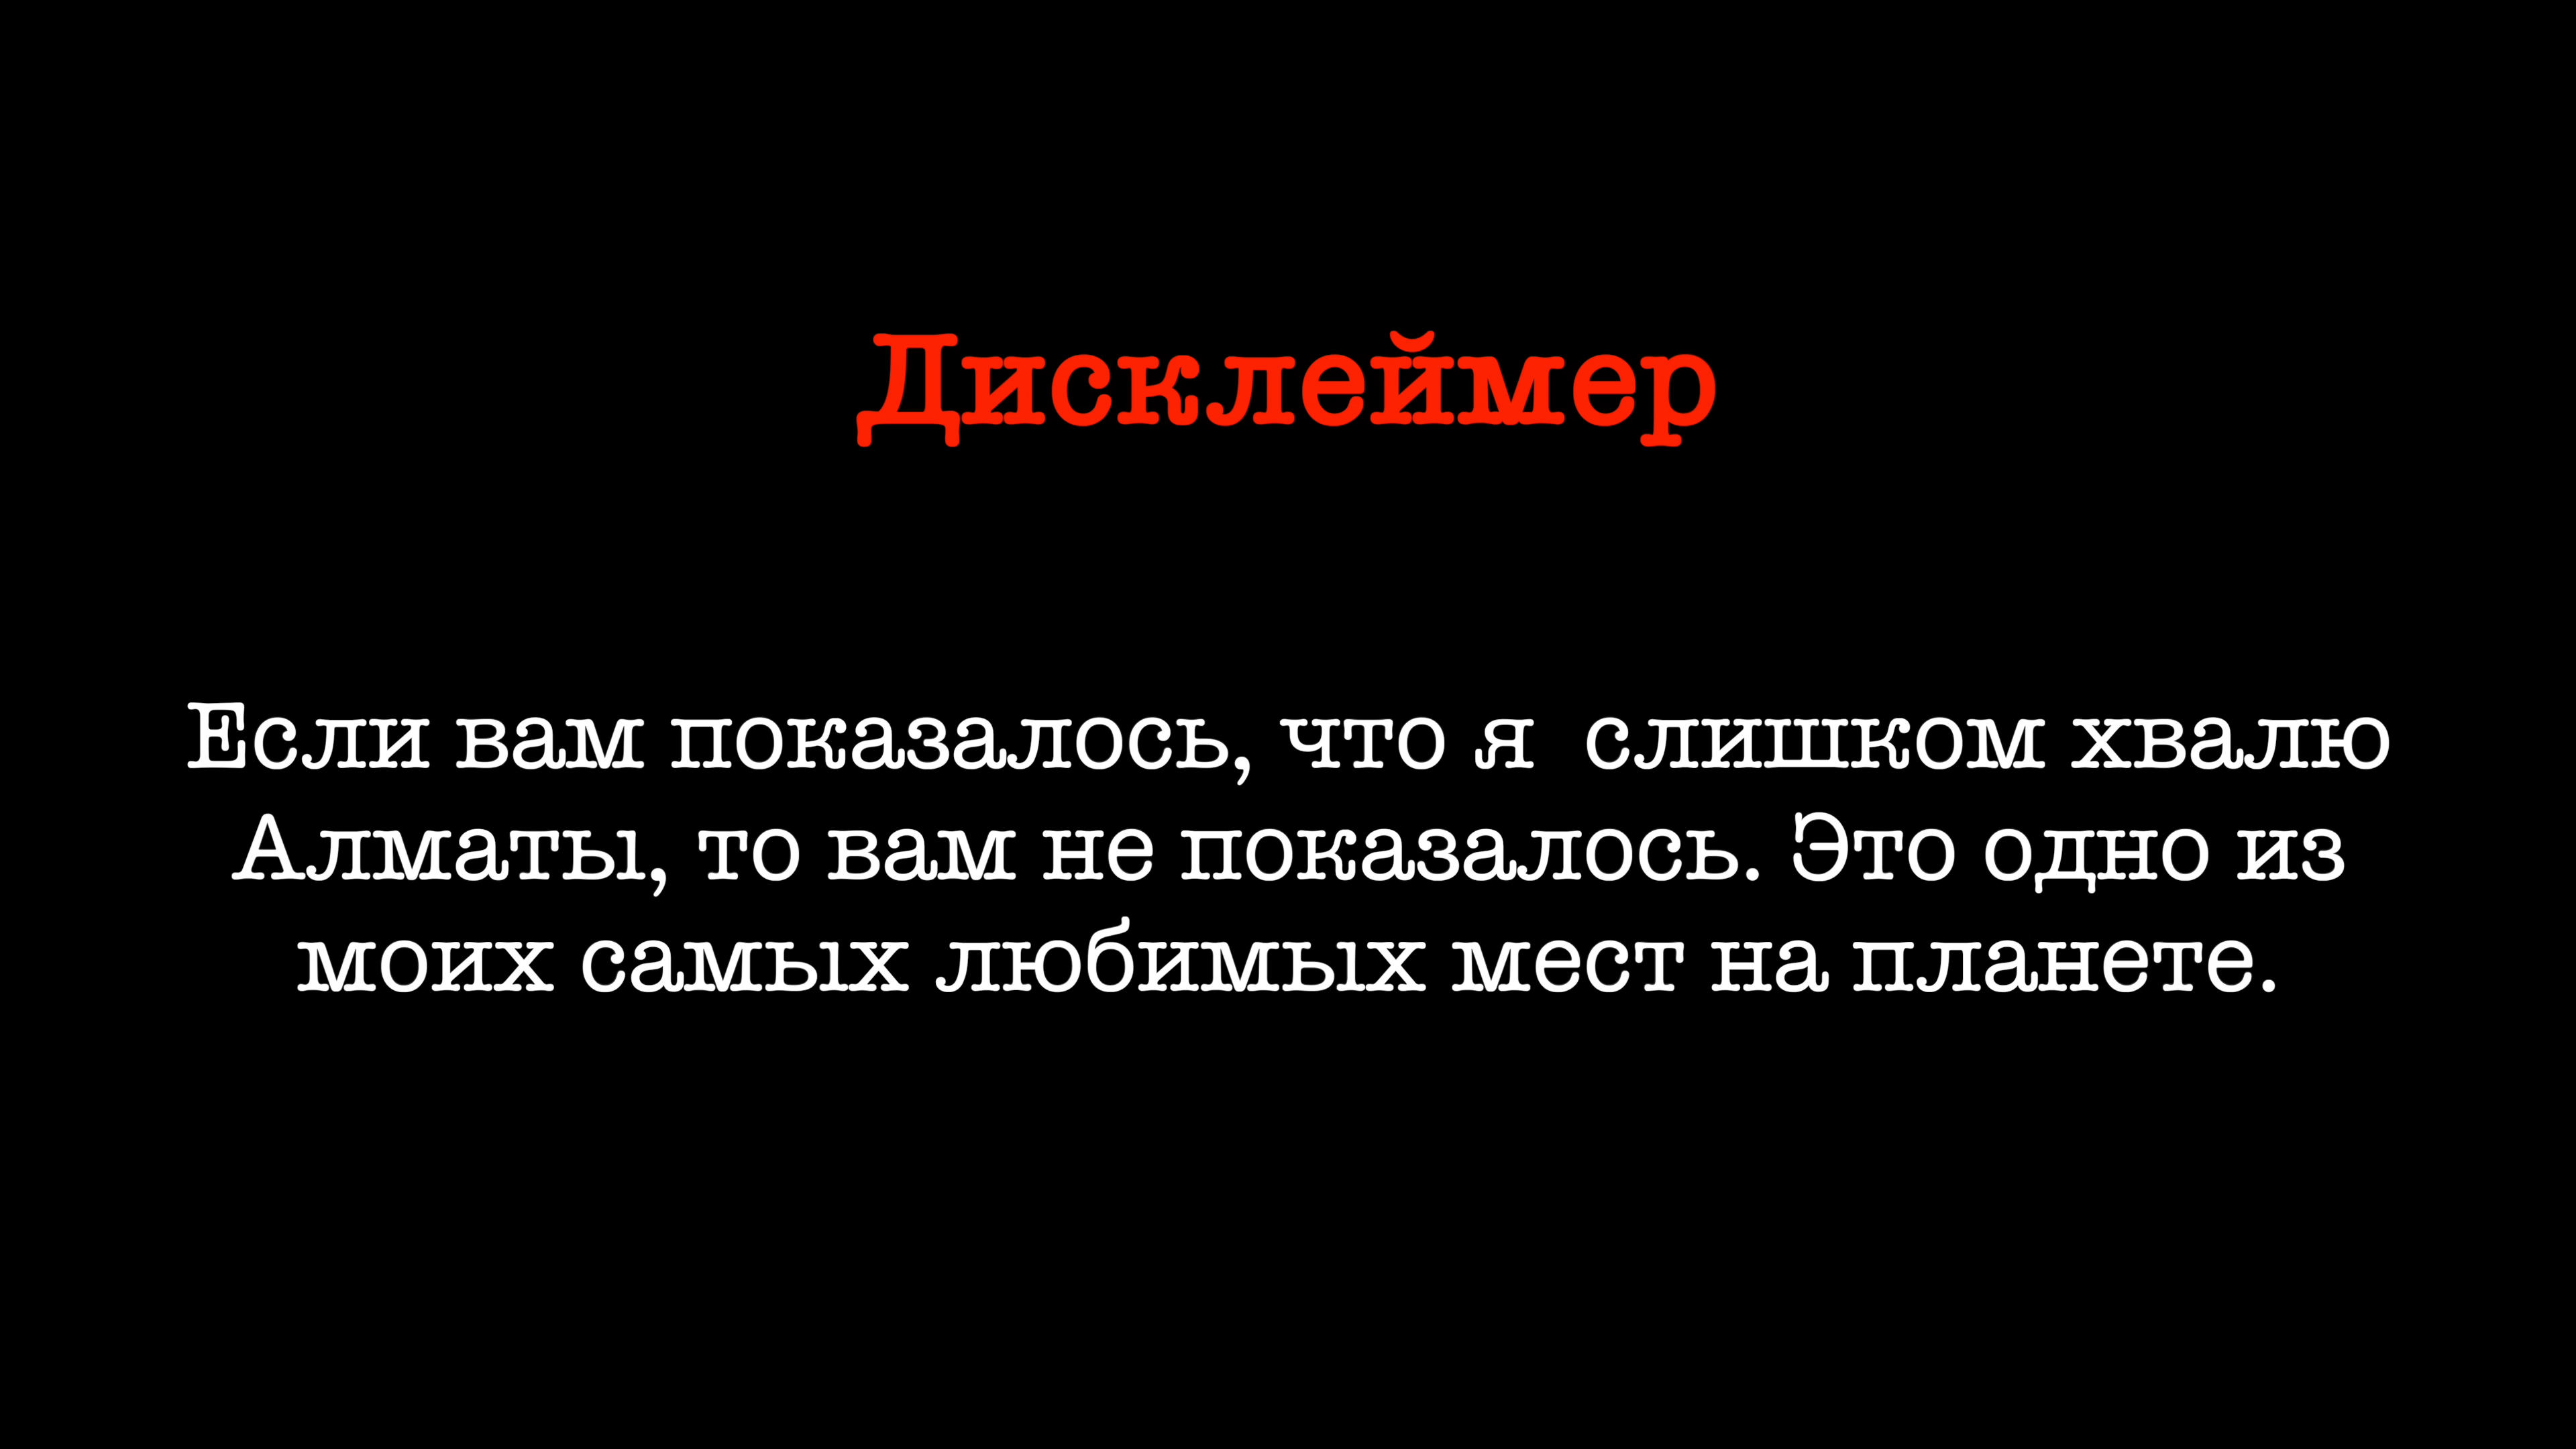 Дисклеймер
Если вам показалось, что я  слишком хвалю
Алматы, то вам не показалось. Это одно из
моих самых любимых мест на планете.